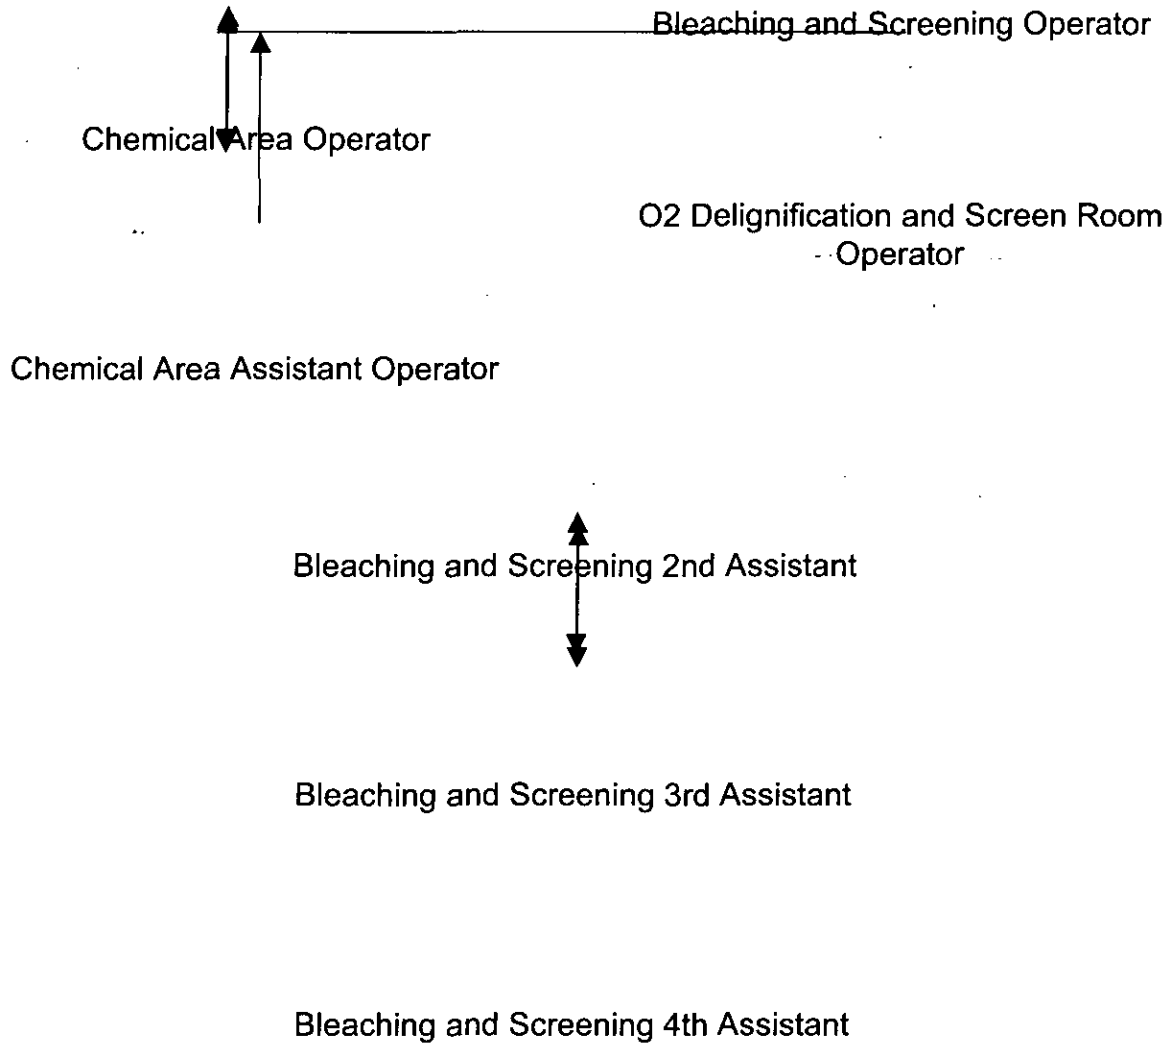 Bleaching and Screening Operator
Chemical Area Operator
O2 Delignification and Screen Room
Operator
Chemical Area Assistant Operator
Bleaching and Screening 2nd Assistant
Bleaching and Screening 3rd Assistant
Bleaching and Screening 4th Assistant